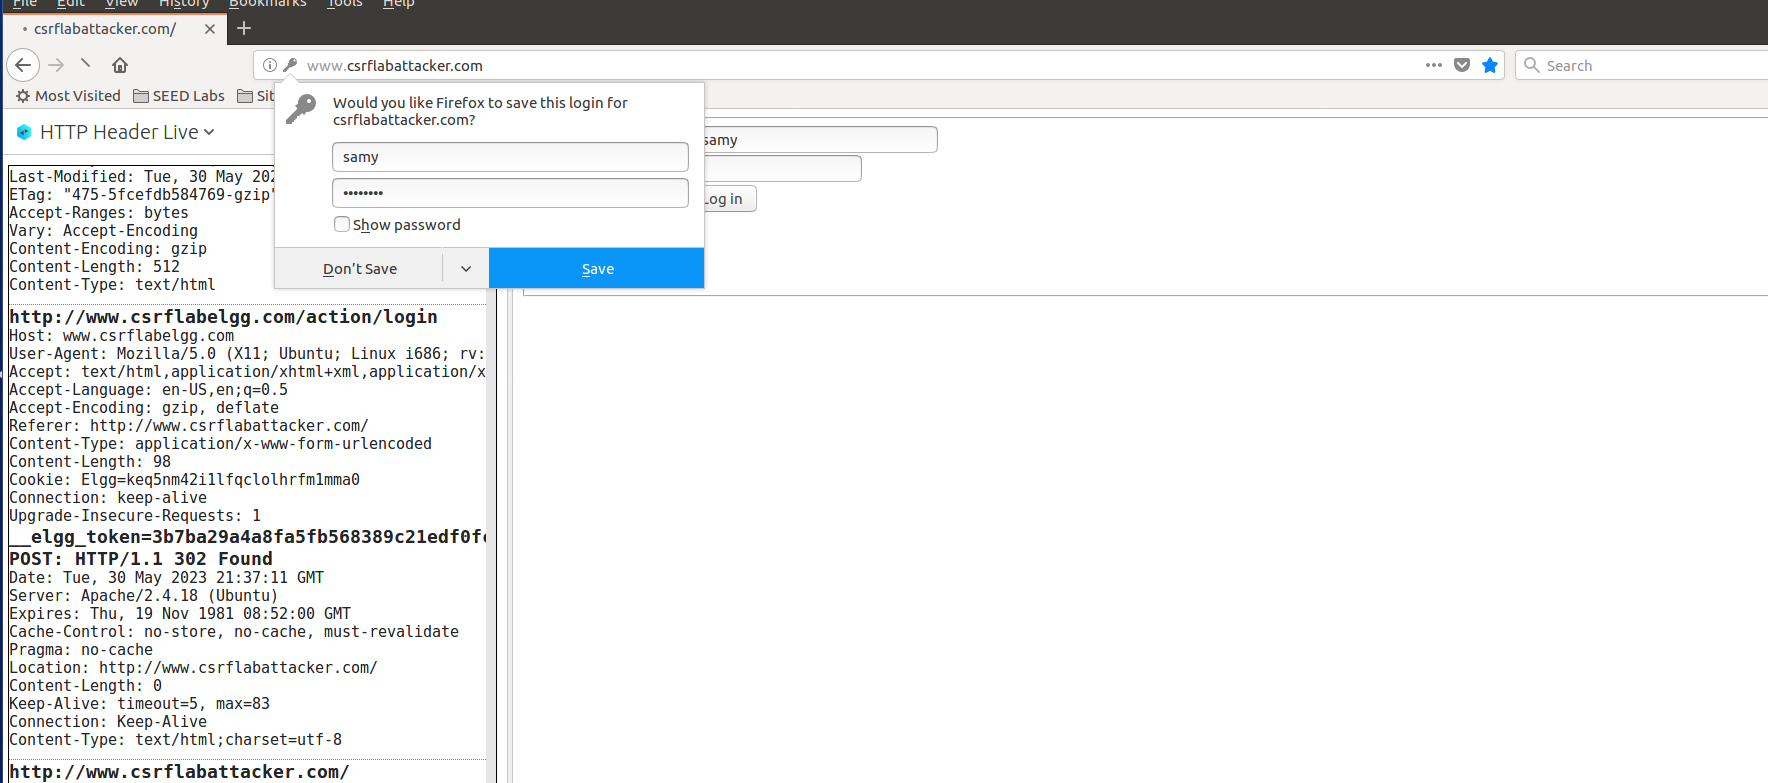 File Edit View History Bookmarks Tools Help
csrflabattacker.com/
www.csrflabattacker.com
Search
Most Visited SEED Labs
HTTP Header Live
Would you like Firefox to save this login for
csrflabattacker.com?
samy
••••••••
Show password
Don't Save
Save
samy
Log in
Last-Modified: Tue, 30 May
ETag: "475-5fcefdb584769-gzip"
Accept-Ranges: bytes
Vary: Accept-Encoding
Content-Encoding: gzip
Content-Length: 512
Content-Type: text/html
http://www.csrflabelgg.com/action/login
Host: www.csrflabelgg.com
User-Agent: Mozilla/5.0 (X11; Ubuntu; Linux i686; rv:
Accept: text/html,application/xhtml+xml,application/x
Accept-Language: en-US,en;q=0.5
Accept-Encoding: gzip, deflate
Referer: http://www.csrflabattacker.com/
Content-Type: application/x-www-form-urlencoded
Content-Length: 98
Cookie: Elgg=keq5nm42i1lfqclolhrfm1mma0
Connection: keep-alive
Upgrade-Insecure-Requests: 1
__elgg_token=3b7ba29a4a8fa5fb568389c21edf0f
POST: HTTP/1.1 302 Found
Date: Tue, 30 May 2023 21:37:11 GMT
Server: Apache/2.4.18 (Ubuntu)
Expires: Thu, 19 Nov 1981 08:52:00 GMT
Cache-Control: no-store, no-cache, must-revalidate
Pragma: no-cache
Location: http://www.csrflabattacker.com/
Content-Length: 0
Keep-Alive: timeout=5, max=83
Connection: Keep-Alive
Content-Type: text/html;charset=utf-8
http://www.csrflabattacker.com/